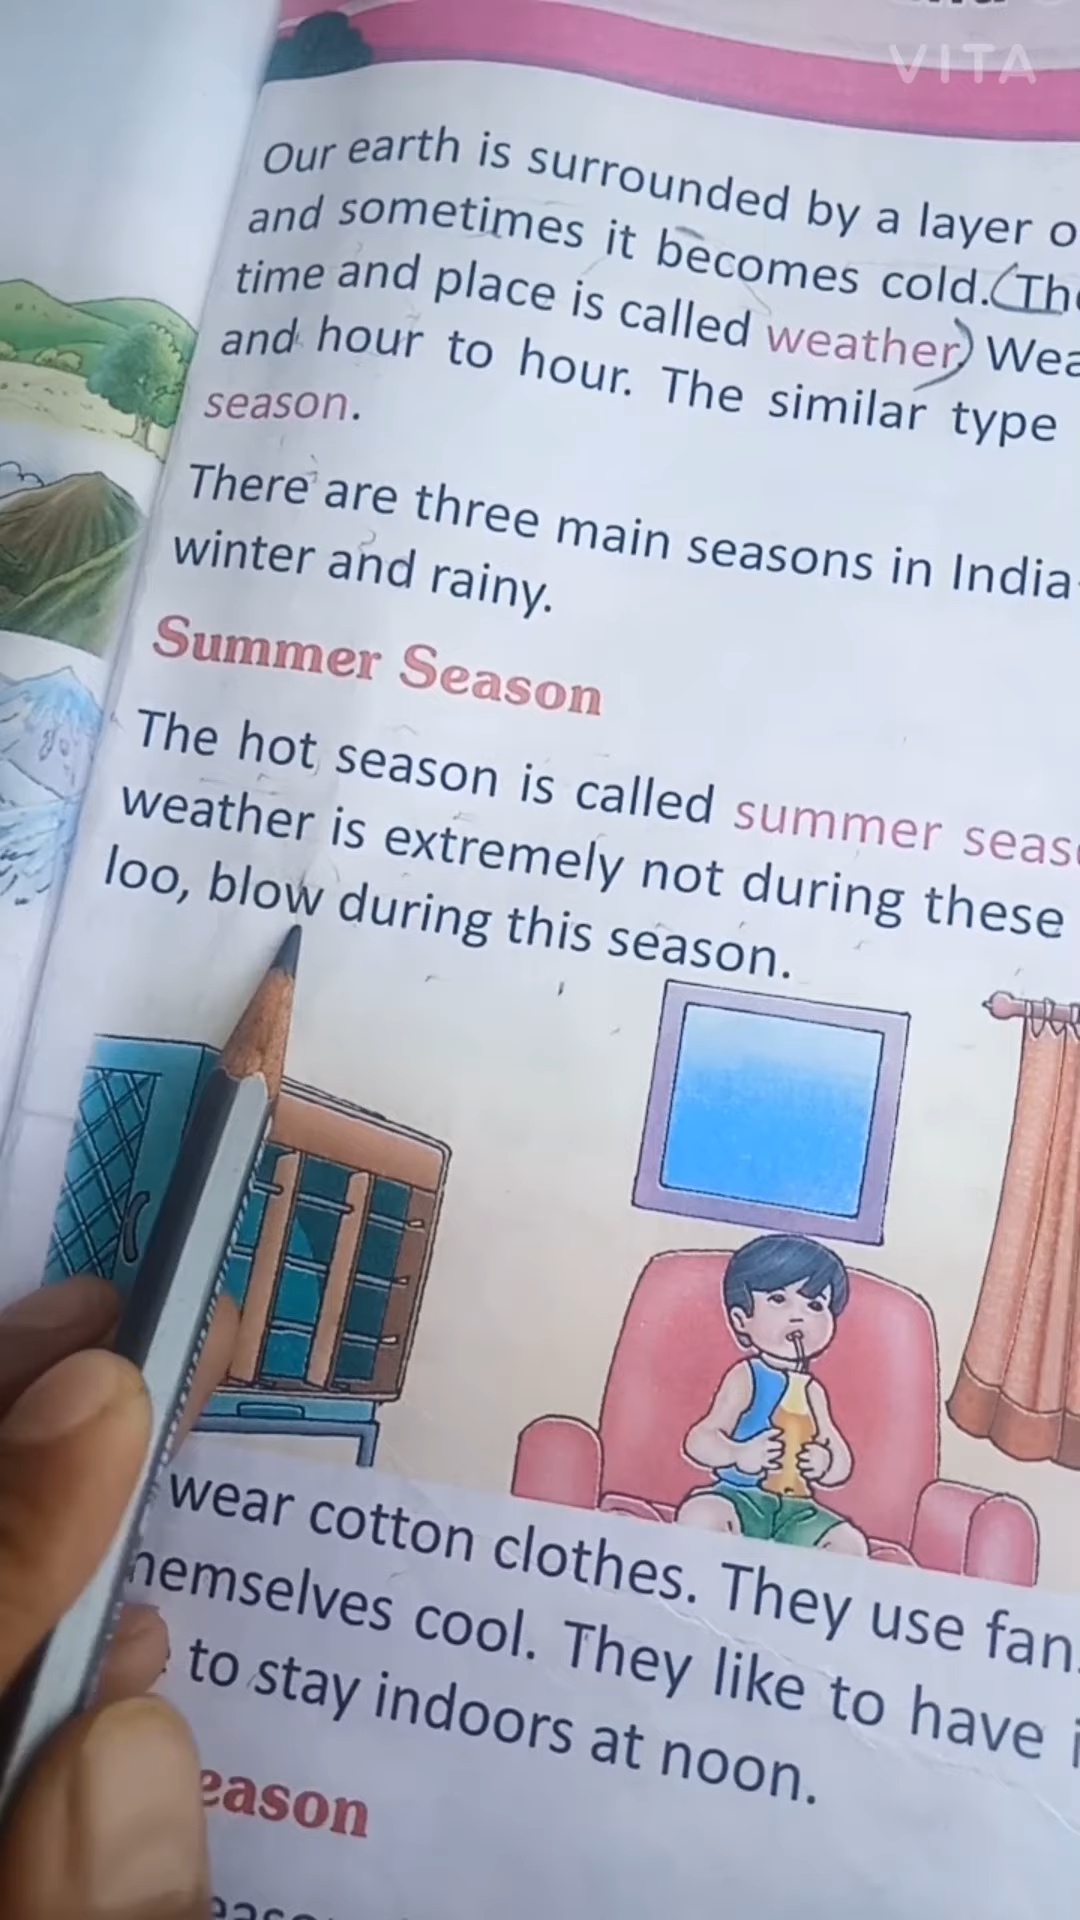 VITA
Our earth is surrounded by a layer
and sometimes it becomes cold. (The
time and place is called weather) Wea
and hour to hour. The similar type
season.
There are three main seasons in India
winter and rainy.
Summer Season
The hot season is called summer seas
weather is extremely not during these
loo, blow during this season.
wear cotton clothes. They use fan
hemselves cool. They like to have
to stay indoors at noon.
eason